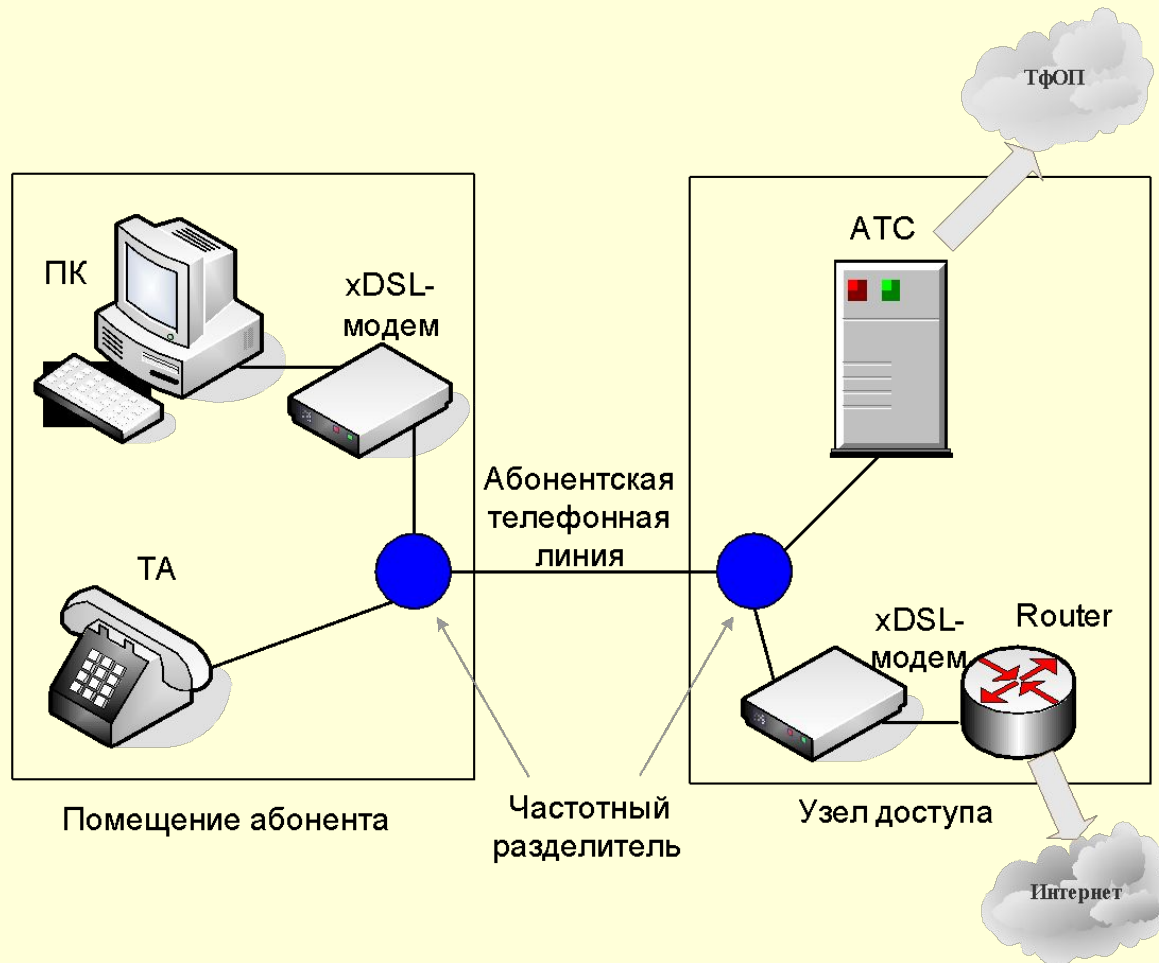 ТфОП
АТС
ПК
xDSL-
модем
Абонентская
телефонная
линия
ТА
xDSL-
модем
Router
Помещение абонента
Частотный
разделитель
Узел доступа
Интернет